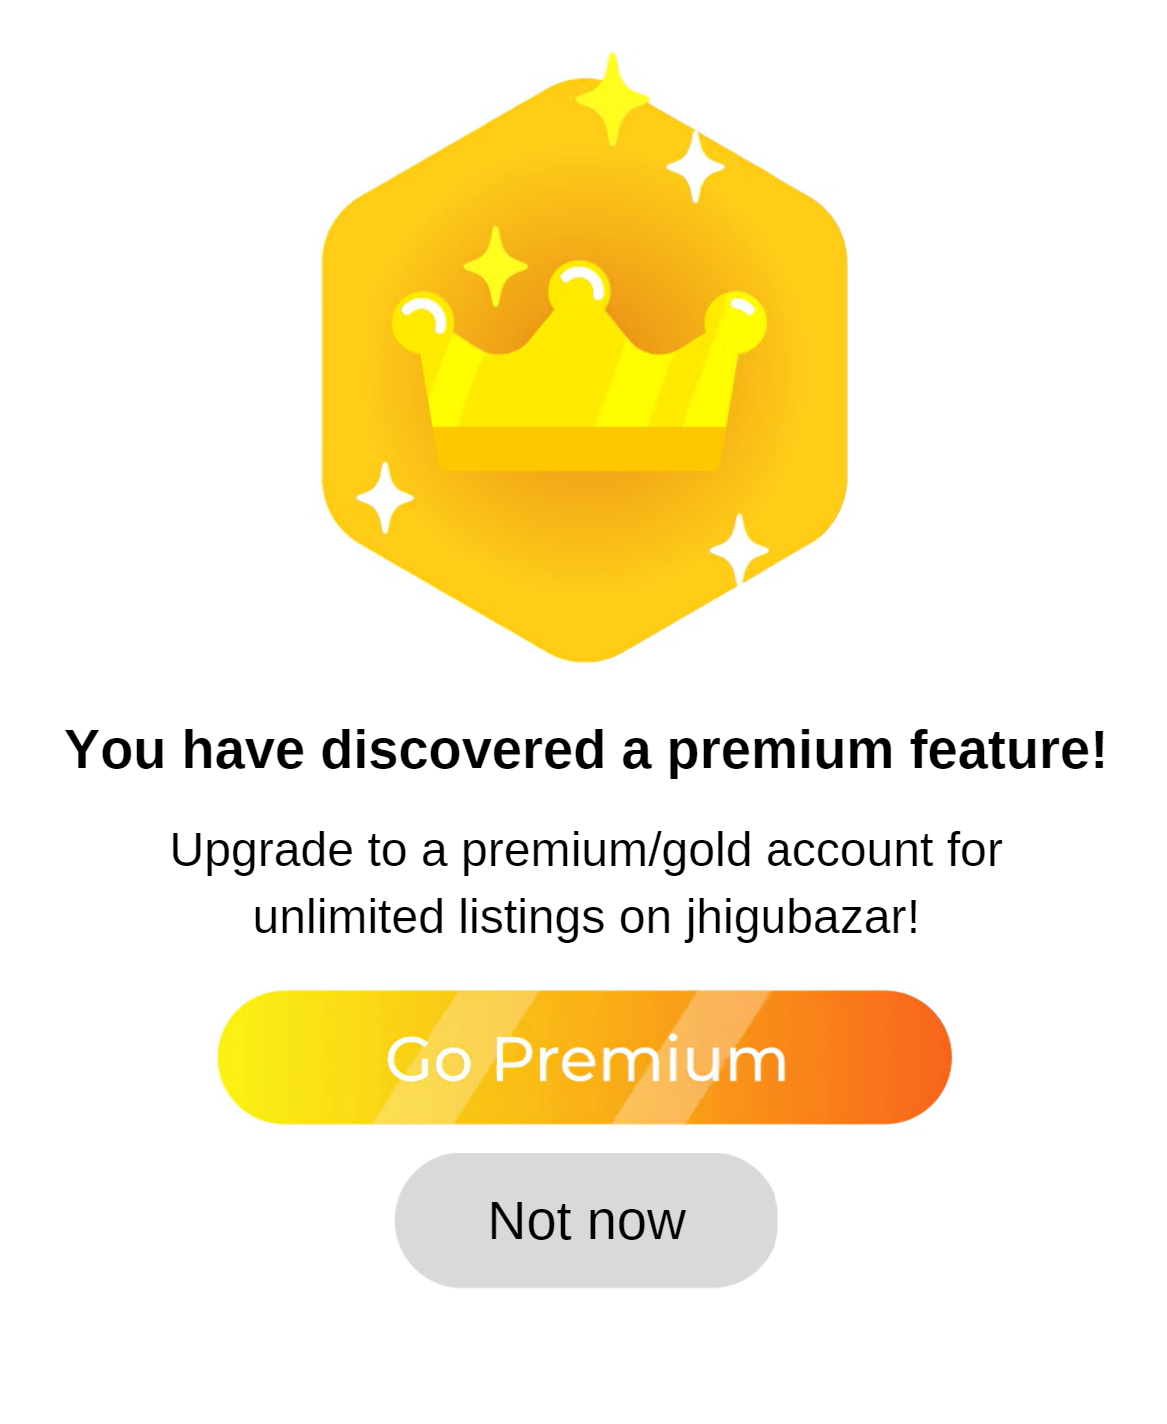 You have discovered a premium feature!
Upgrade to a premium/gold account for
unlimited listings on jhigubazar!
Go Premium
Not now